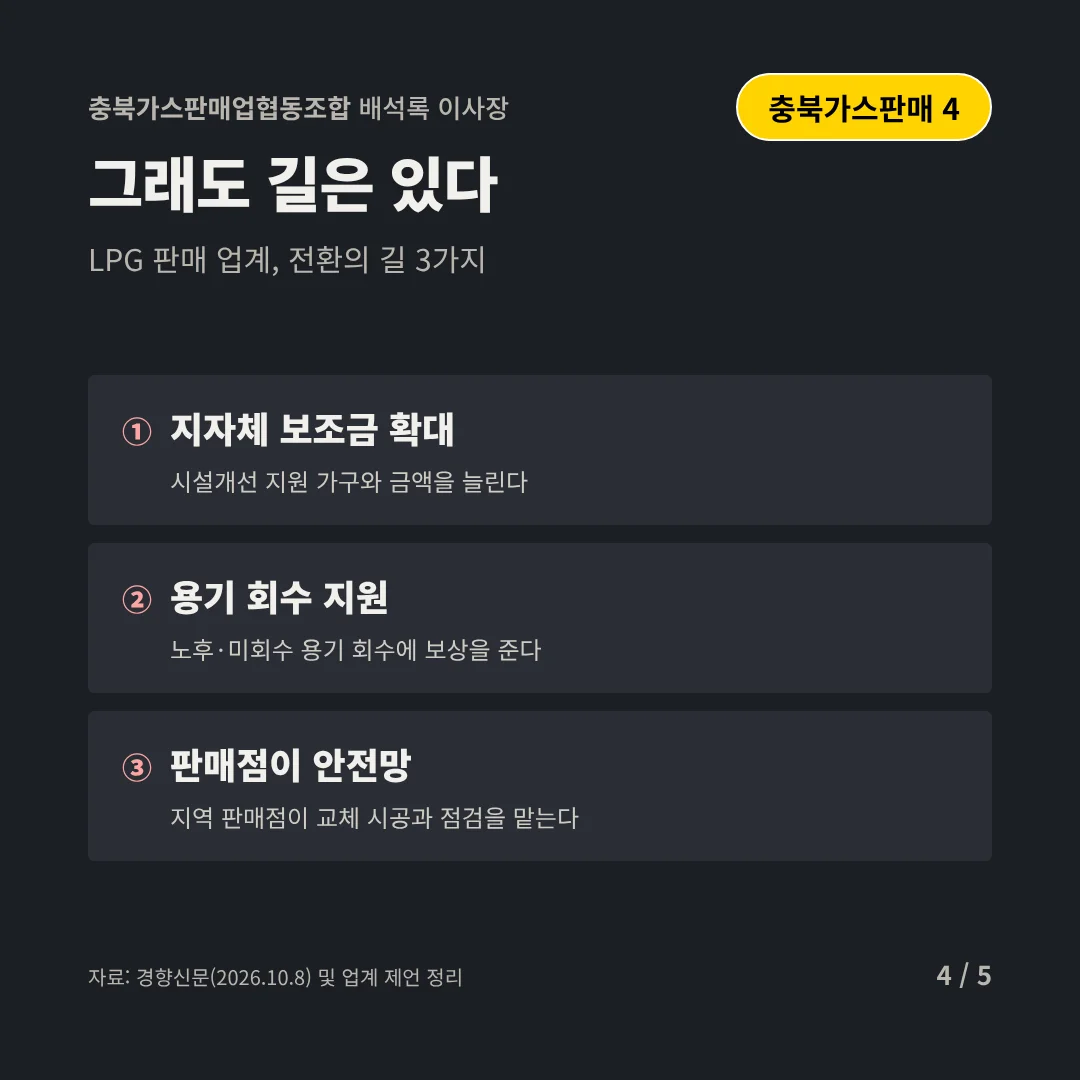 충북가스판매업협동조합 배석록 이사장
충북가스판매 4
그래도 길은 있다
LPG 판매 업계, 전환의 길 3가지
① 지자체 보조금 확대
시설개선 지원 가구와 금액을 늘린다
② 용기 회수 지원
노후·미회수 용기 회수에 보상을 준다
③ 판매점이 안전망
지역 판매점이 교체 시공과 점검을 맡는다
자료: 경향신문(2026.10.8) 및 업계 제언 정리
4 / 5